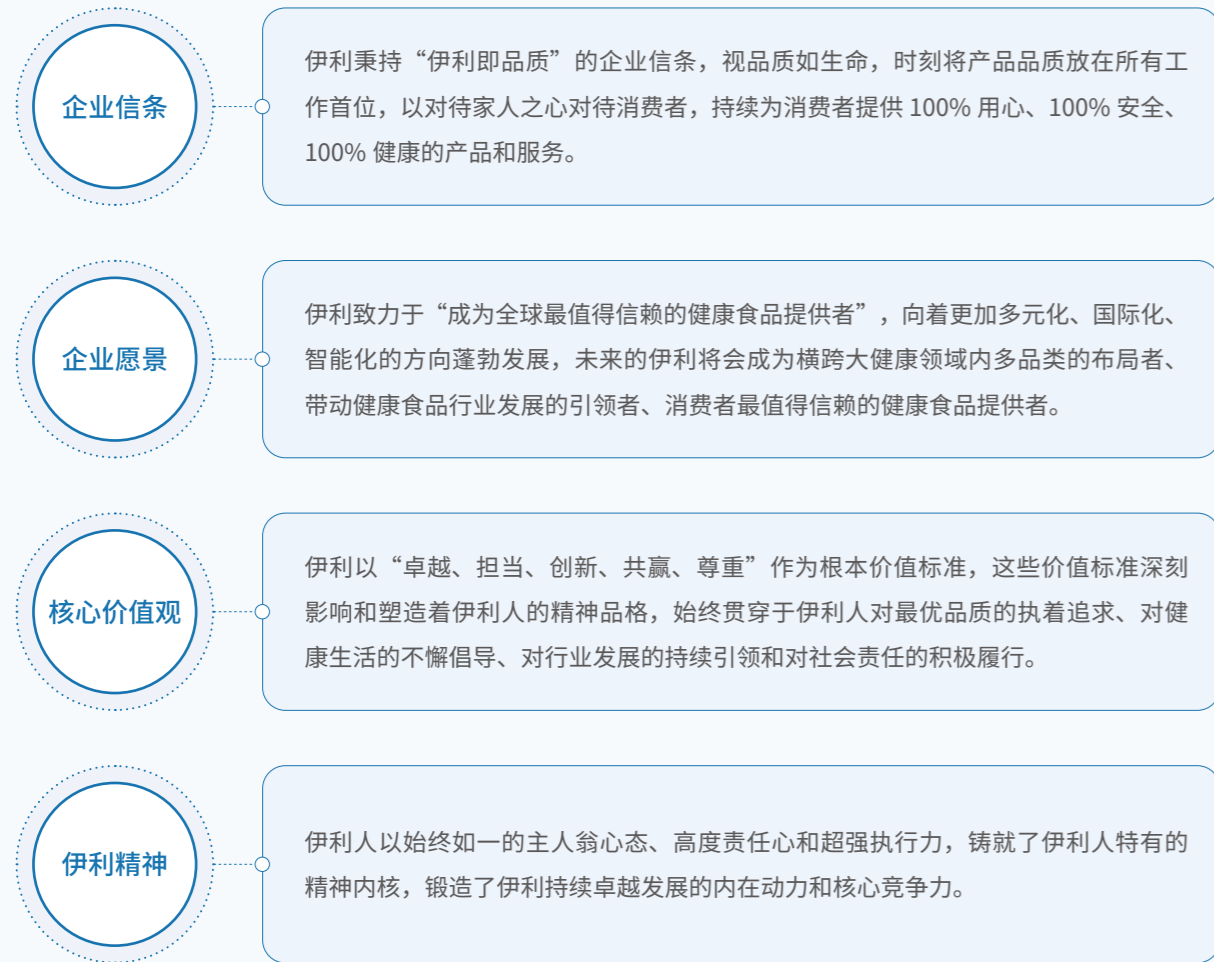 企业信条
伊利秉持“伊利即品质”的企业信条，视品质如生命，时刻将产品品质放在所有工
作首位，以对待家人之心对待消费者，持续为消费者提供 100% 用心、100% 安全、
100% 健康的产品和服务。
企业愿景
伊利致力于“成为全球最值得信赖的健康食品提供者”，向着更加多元化、国际化、
智能化的方向蓬勃发展，未来的伊利将会成为横跨大健康领域内多品类的布局者、
带动健康食品行业发展的引领者、消费者最值得信赖的健康食品提供者。
核心价值观
伊利以“卓越、担当、创新、共赢、尊重”作为根本价值标准，这些价值标准深刻
影响和塑造着伊利人的精神品格，始终贯穿于伊利人对最优品质的执着追求、对健
康生活的不懈倡导、对行业发展的持续引领和对社会责任的积极履行。
伊利精神
伊利人以始终如一的主人翁心态、高度责任心和超强执行力，铸就了伊利人特有的
精神内核，锻造了伊利持续卓越发展的内在动力和核心竞争力。